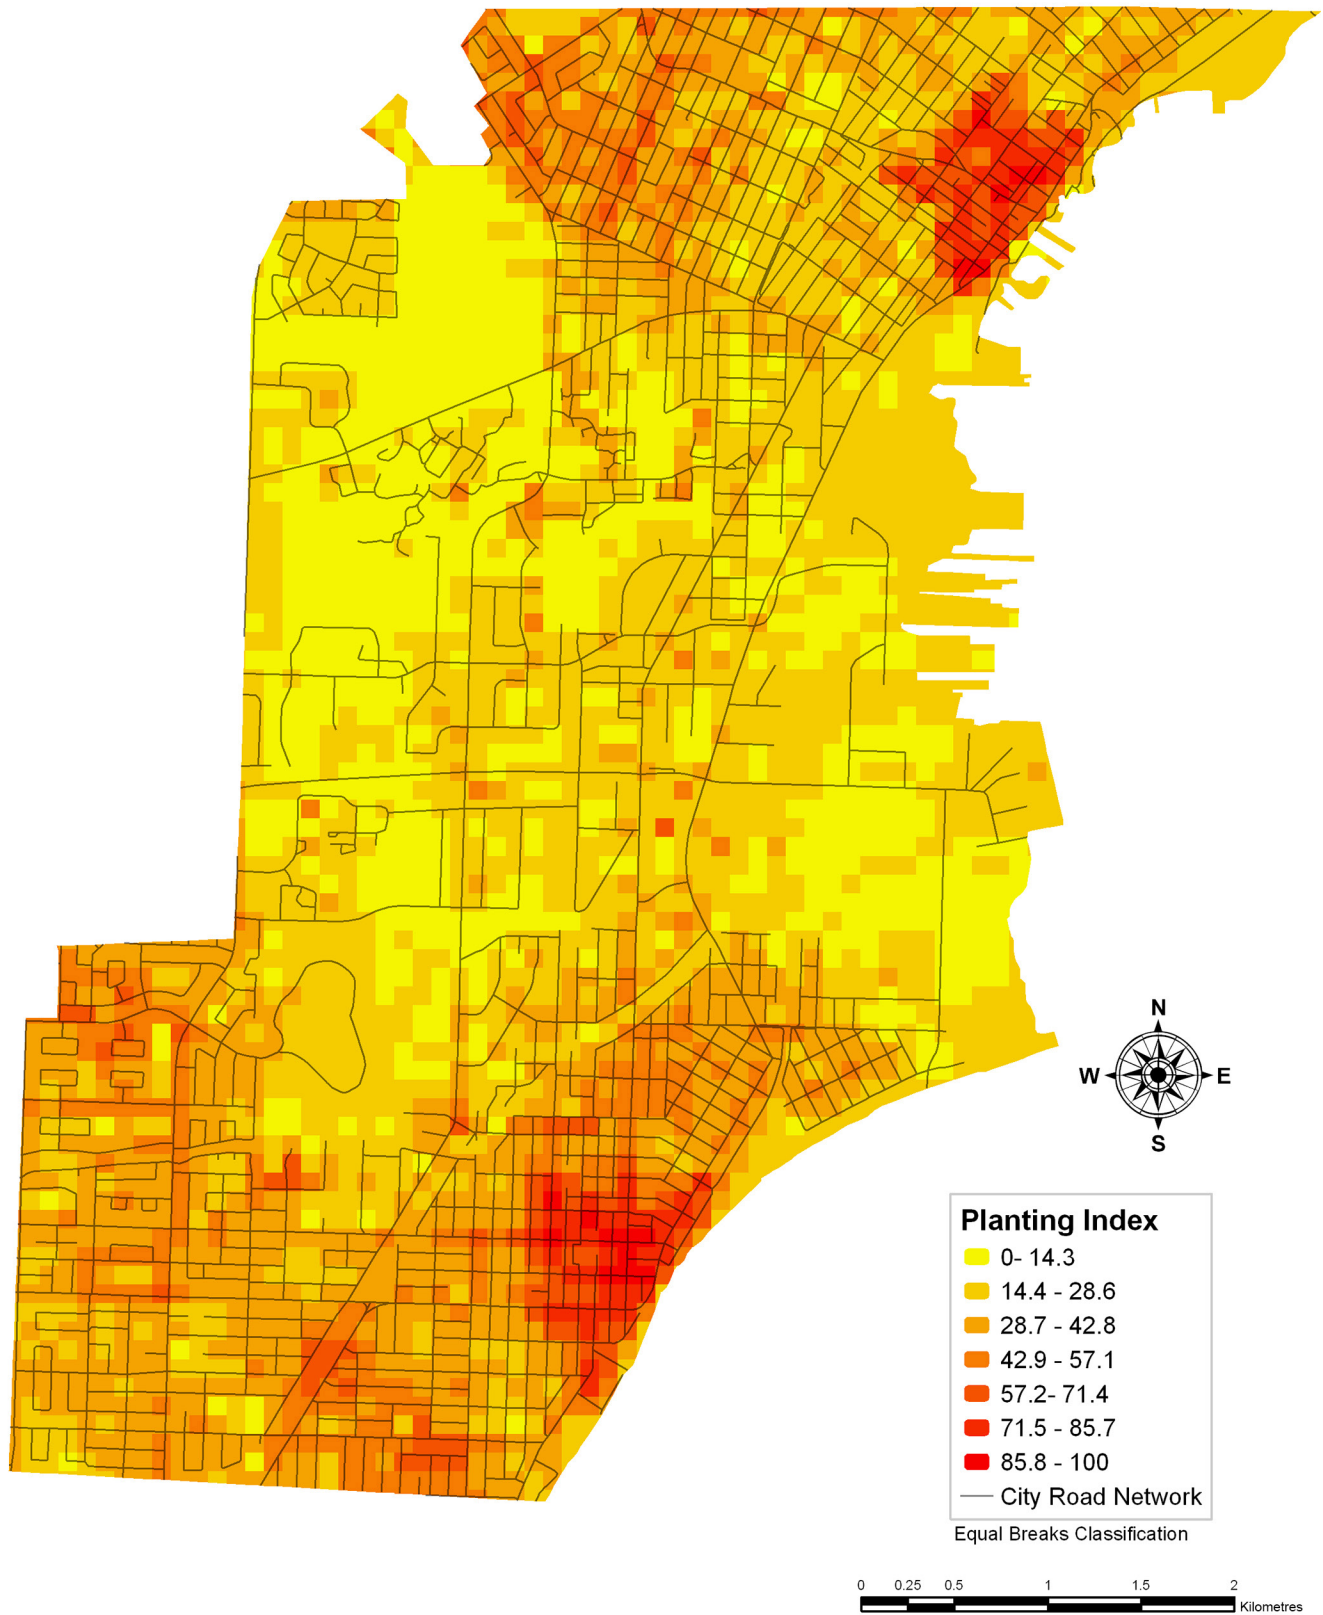 N
W
E
S
Planting Index
0- 14.3
14.4 - 28.6
28.7 - 42.8
42.9 - 57.1
57.2- 71.4
71.5 - 85.7
85.8 - 100
City Road Network
Equal Breaks Classification
0 0.25 0.5 1 1.5 2
Kilometres